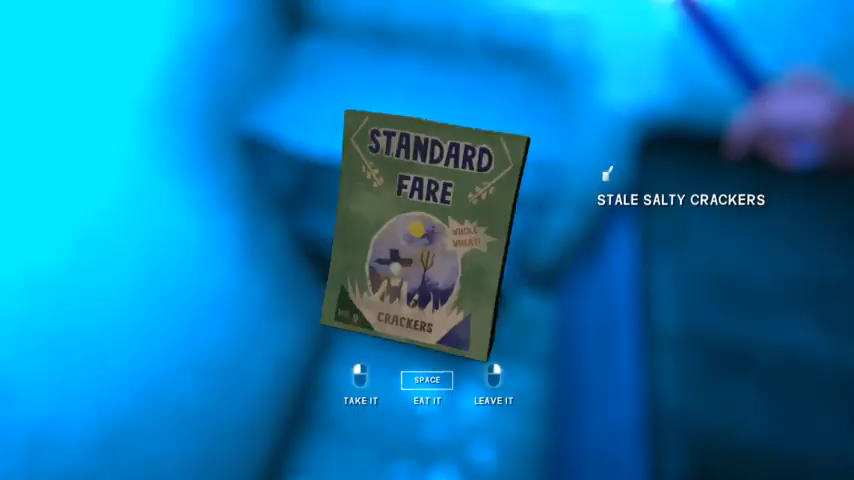 STANDARD
FARE
WHOLE
WHEAT!
CRACKERS
STALE SALTY CRACKERS
SPACE
TAKE IT
EAT IT
LEAVE IT